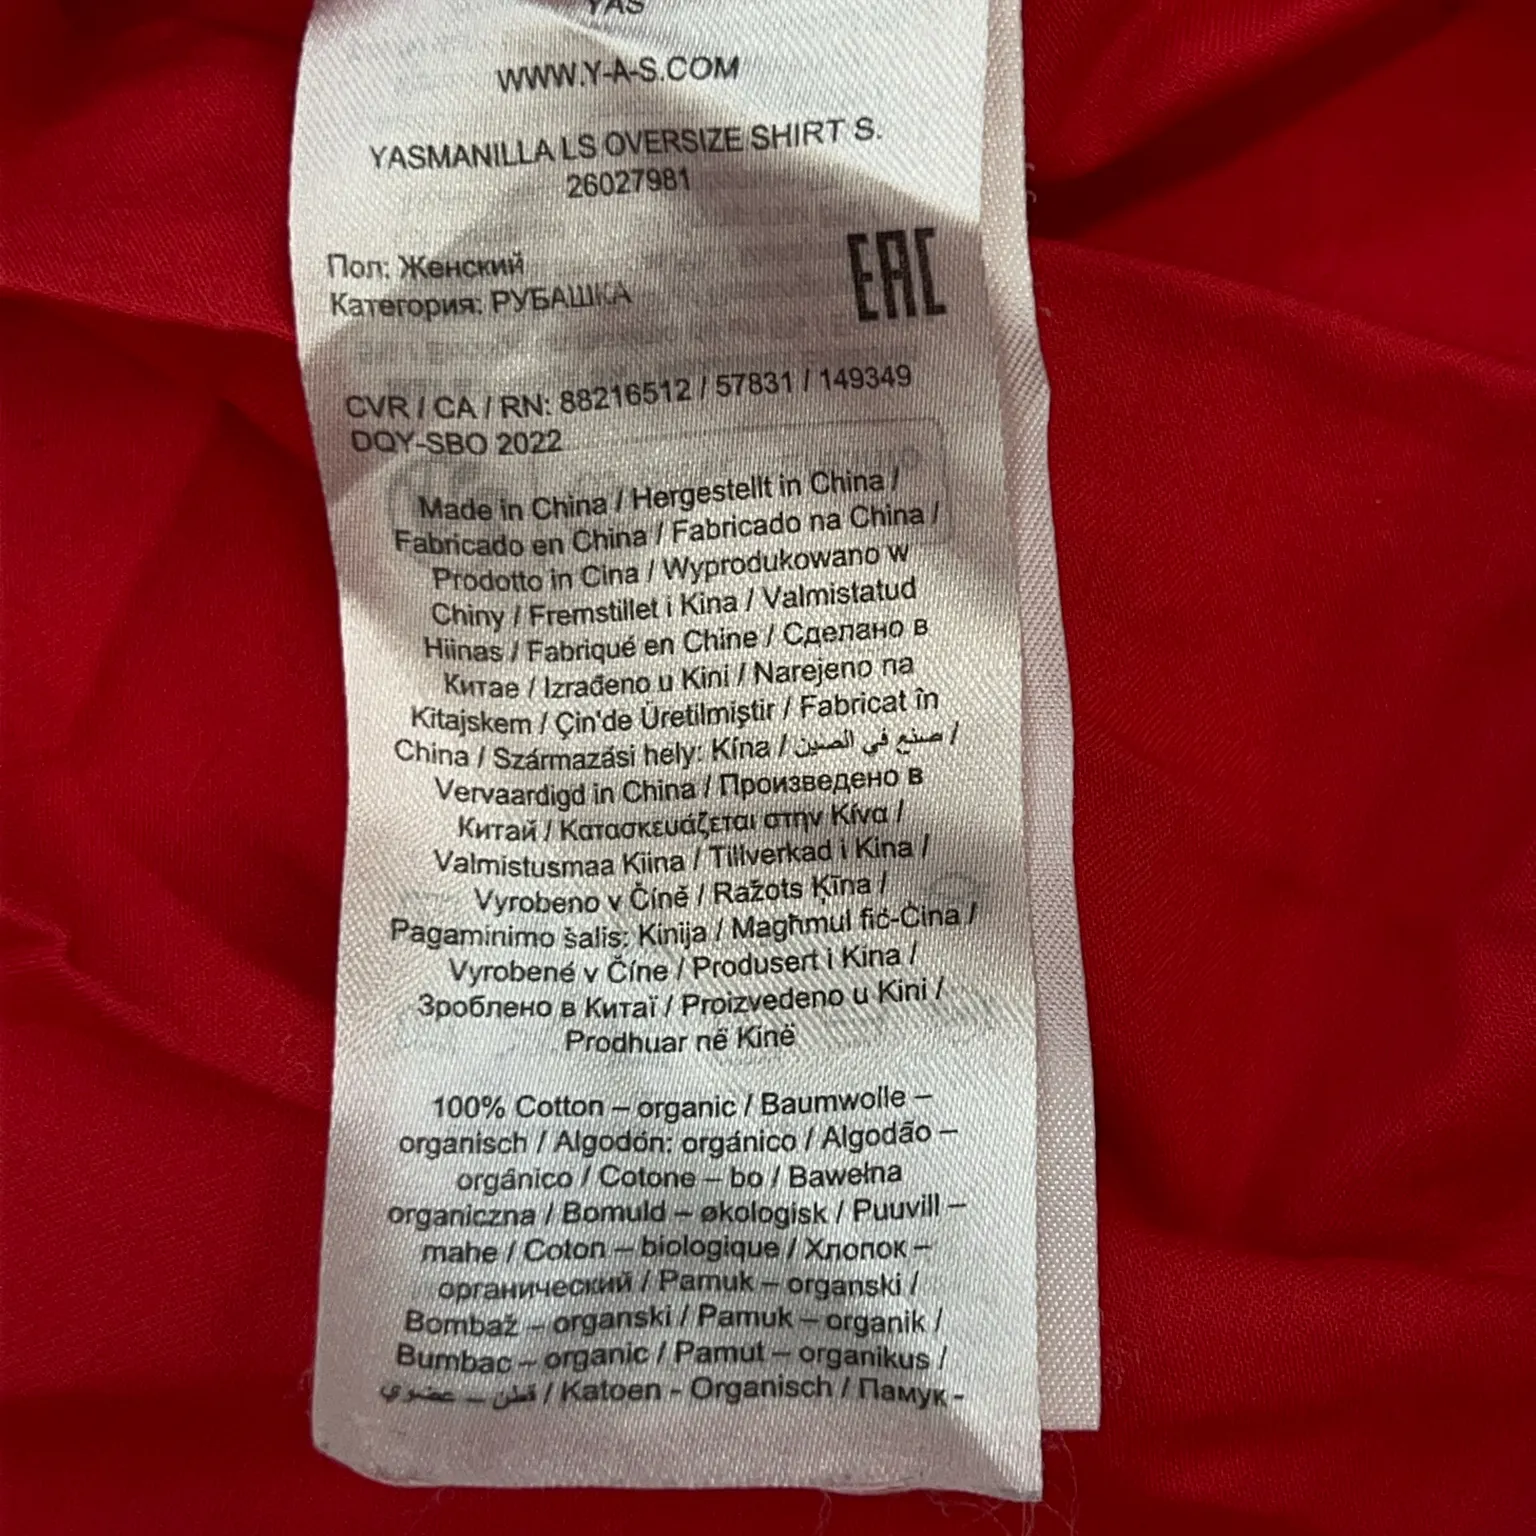 YAS
WWW.Y-A-S.COM
YASMANILLA LS OVERSIZE SHIRT S.
26027981
Пол: Женский
Категория: РУБАШКА
EAC
CVR / CA / RN: 88216512 / 57831 / 149349
DQY-SBO 2022
Made in China / Hergestellt in China /
Fabricado en China / Fabricado na China /
Prodotto in Cina / Wyprodukowano w
Chiny / Fremstillet i Kina / Valmistatud
Hiinas / Fabriqué en Chine / Сделано в
Китае / Izrađeno u Kini / Narejeno na
Kitajskem / Çin'de Üretilmiştir / Fabricat în
China / Származási hely: Kína / صنع في الصين /
Vervaardigd in China / Произведено в
Китай / Κατασκευάζεται στην Κίνα /
Valmistusmaa Kiina / Tillverkad i Kina /
Vyrobeno v Číně / Ražots Ķīna /
Pagaminimo šalis: Kinija / Magħmul fiċ-Ċina /
Vyrobené v Číne / Produsert i Kina /
Зроблено в Китаї / Proizvedeno u Kini /
Prodhuar në Kinë
100% Cotton – organic / Baumwolle –
organisch / Algodón: orgánico / Algodão –
orgânico / Cotone – bo / Bawełna
organiczna / Bomuld – økologisk / Puuvill –
mahe / Coton – biologique / Хлопок –
органический / Pamuk – organski /
Bombaž – organski / Pamuk – organik /
Bumbac – organic / Pamut – organikus /
قطن – عضوي / Katoen - Organisch / Памук -